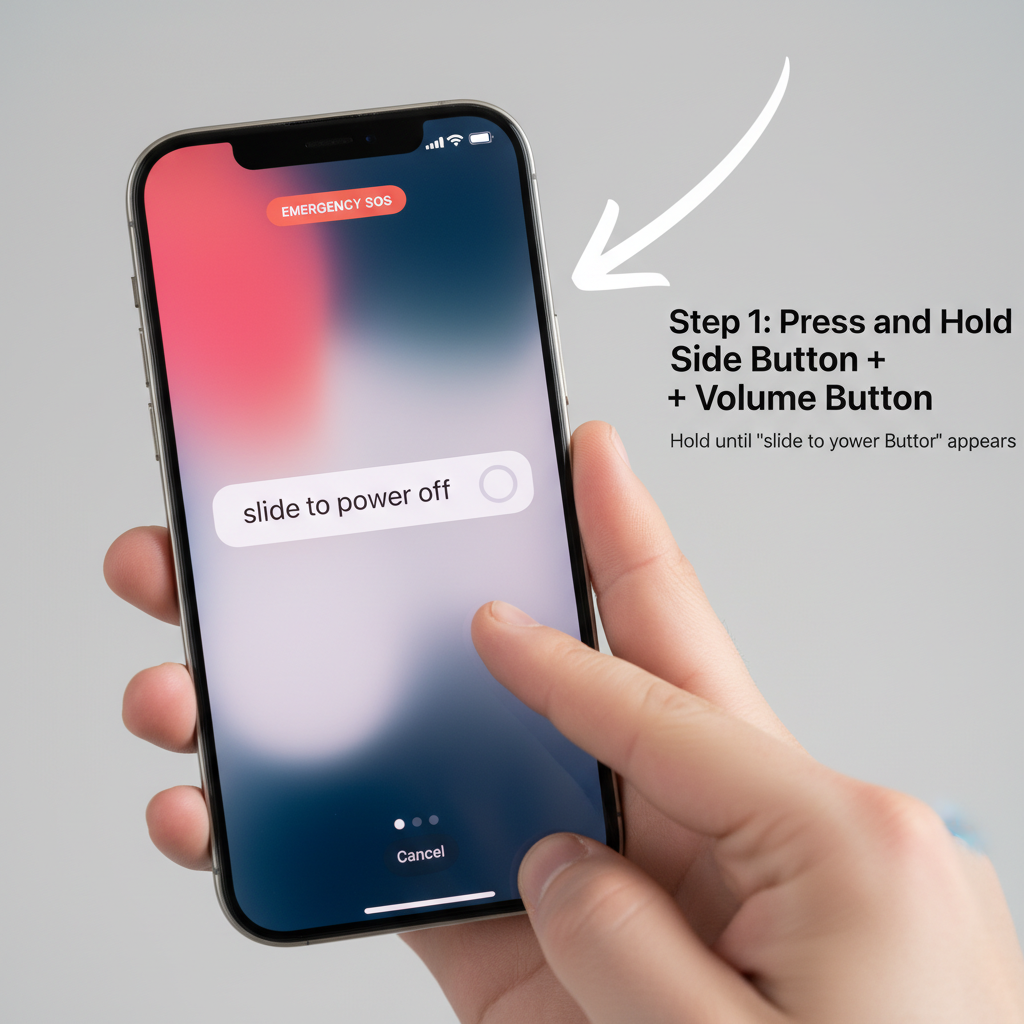 EMERGENCY SOS
slide to power off
Cancel
Step 1: Press and Hold
Side Button +
+ Volume Button
Hold until "slide to yower Buttor" appears